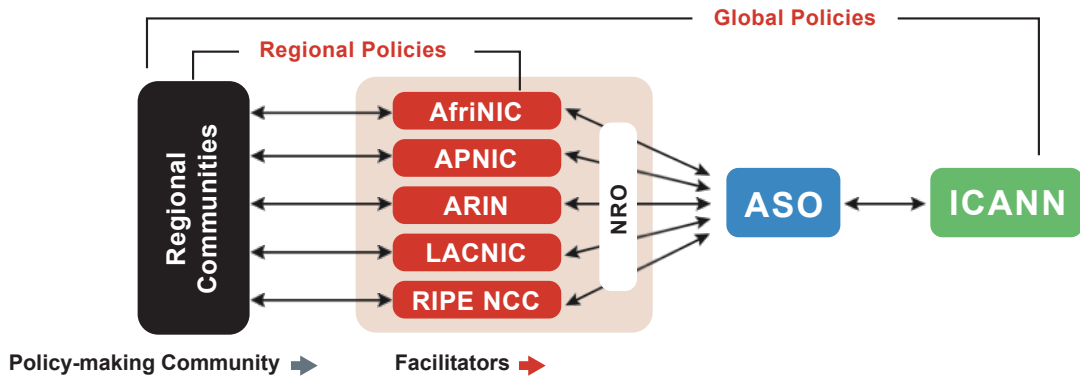 Global Policies
Regional Policies
Regional
Communities
AfriNIC
APNIC
ARIN
LACNIC
RIPE NCC
NRO
ASO
ICANN
Policy-making Community
Facilitators